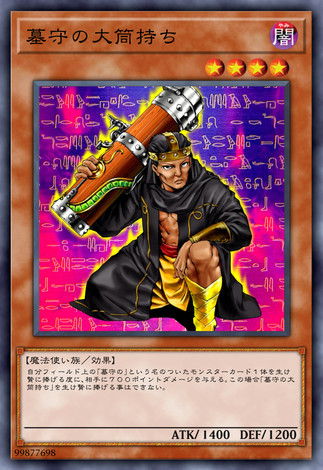 墓守の大筒持ち
やみ
闇
【魔法使い族／効果】
自分フィールド上の「墓守の」という名のついたモンスターカード１体を生け
贄に捧げる度に、相手に７００ポイントダメージを与える。この場合「墓守の大
筒持ち」を生け贄に捧げる事はできない。
ATK/ 1400 DEF/1200
99877698